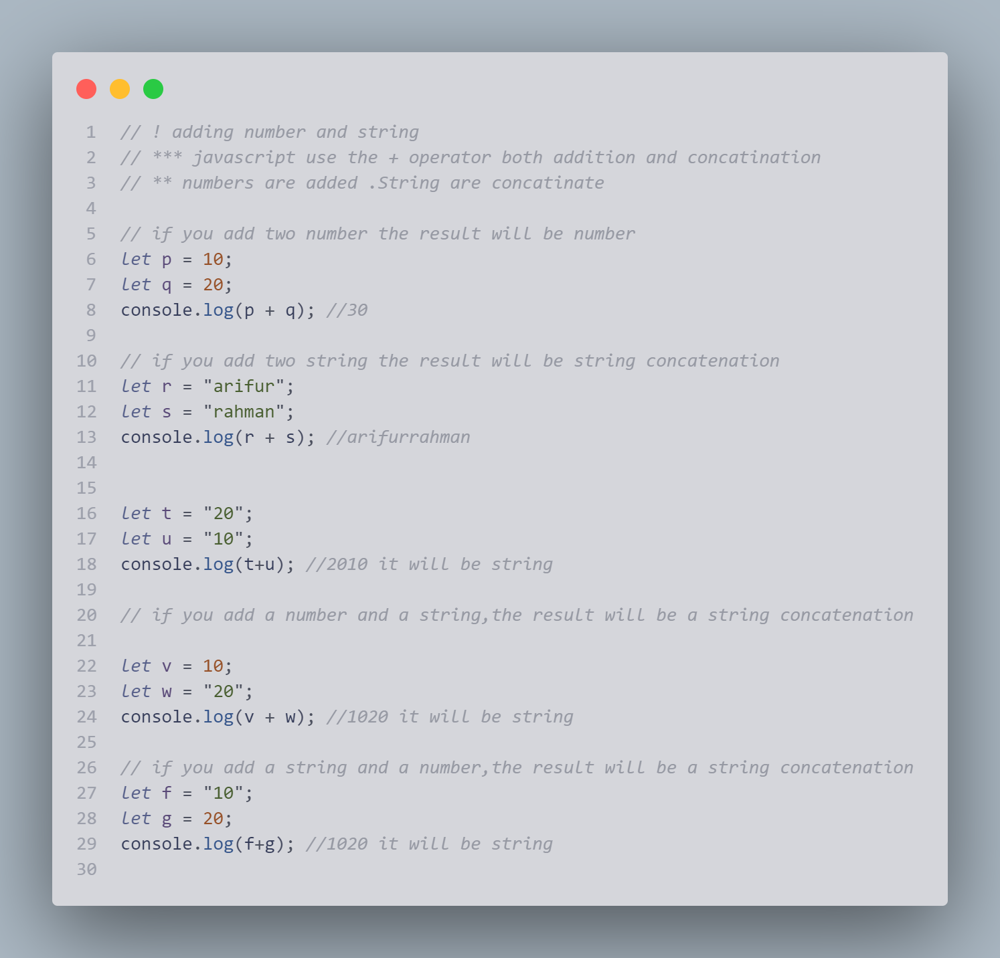 1 // ! adding number and string
2 // *** javascript use the + operator both addition and concatination
3 // ** numbers are added .String are concatinate
4
5 // if you add two number the result will be number
6 let p = 10;
7 let q = 20;
8 console.log(p + q); //30
9
10 // if you add two string the result will be string concatenation
11 let r = "arifur";
12 let s = "rahman";
13 console.log(r + s); //arifurrahman
14
15
16 let t = "20";
17 let u = "10";
18 console.log(t+u); //2010 it will be string
19
20 // if you add a number and a string,the result will be a string concatenation
21
22 let v = 10;
23 let w = "20";
24 console.log(v + w); //1020 it will be string
25
26 // if you add a string and a number,the result will be a string concatenation
27 let f = "10";
28 let g = 20;
29 console.log(f+g); //1020 it will be string
30